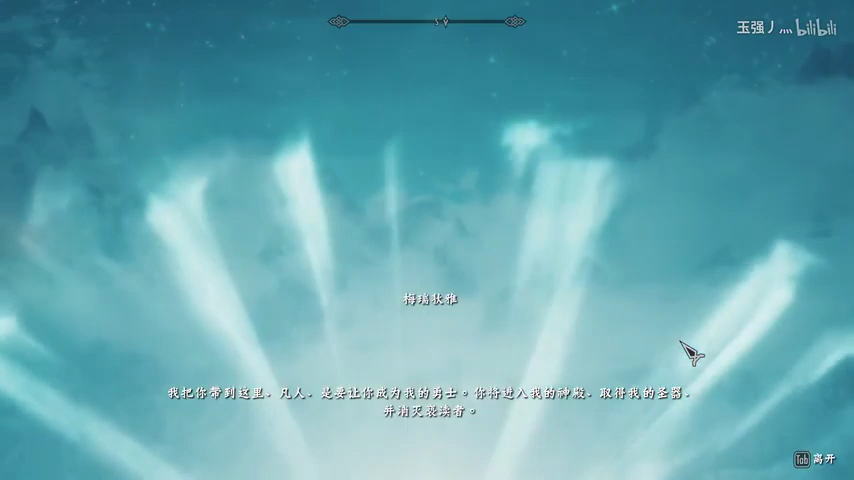 S
玉强丿灬 bilibili
梅瑞狄雅
我把你带到这里、凡人、是要让你成为我的勇士。你将进入我的神殿、取得我的圣器、
并消灭亵渎者。
Tab 离开